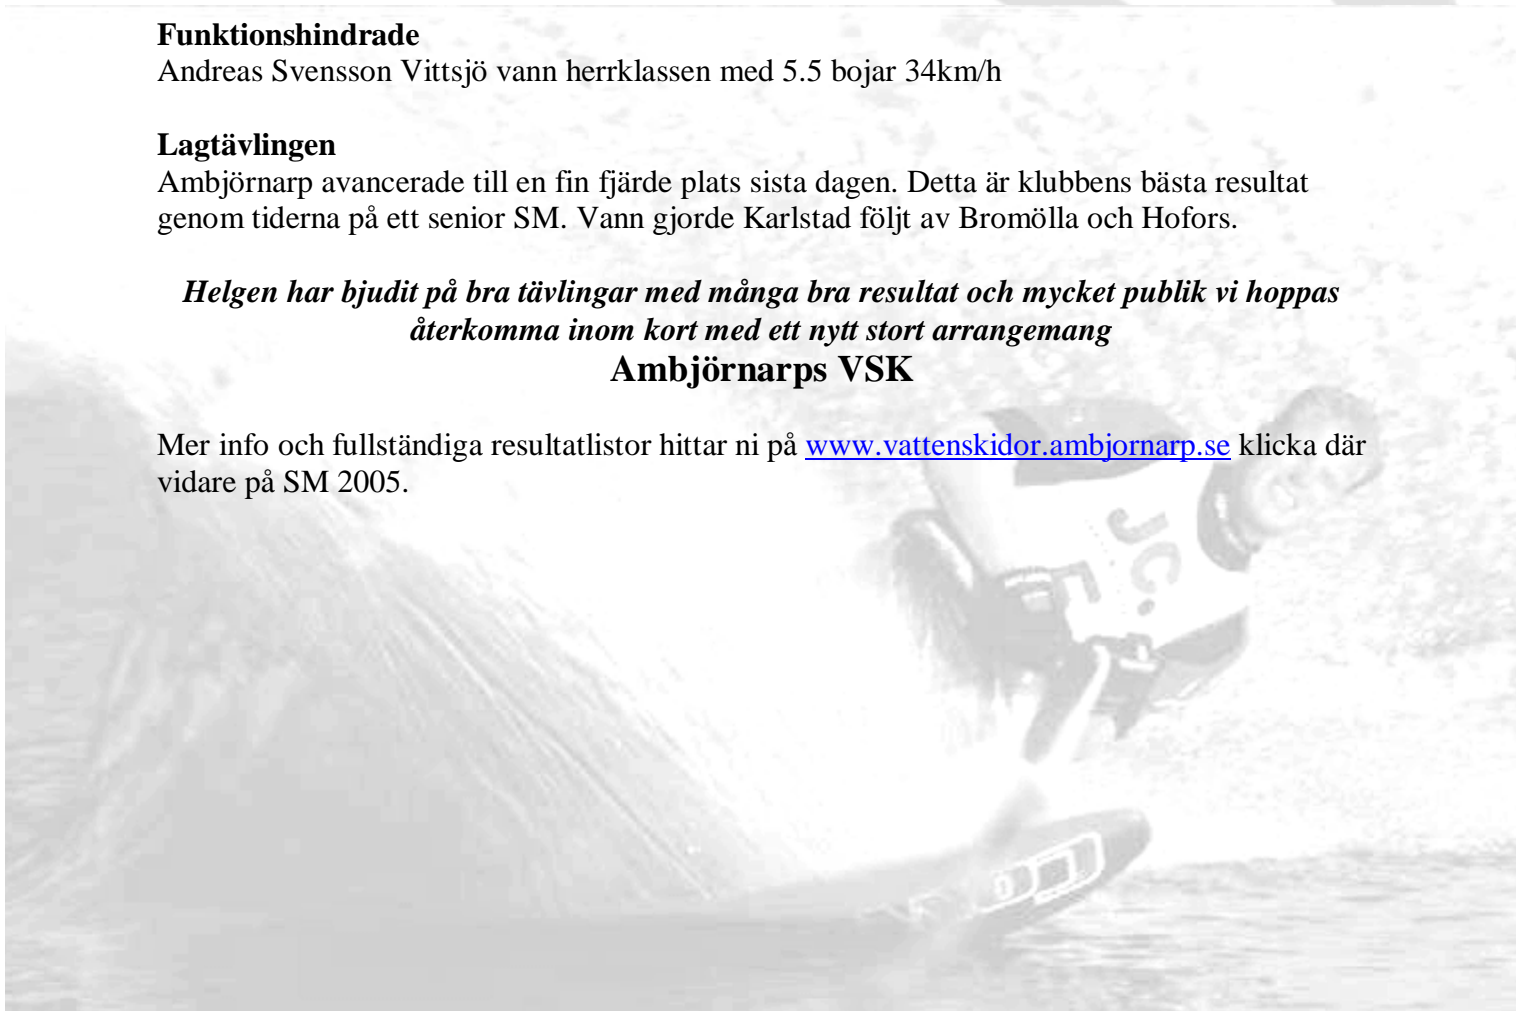 Funktionshindrade
Andreas Svensson Vittsjö vann herrklassen med 5.5 bojar 34km/h
Lagtävlingen
Ambjörnarp avancerade till en fin fjärde plats sista dagen. Detta är klubbens bästa resultat
genom tiderna på ett senior SM. Vann gjorde Karlstad följt av Bromölla och Hofors.
Helgen har bjudit på bra tävlingar med många bra resultat och mycket publik vi hoppas
återkomma inom kort med ett nytt stort arrangemang
Ambjörnarps VSK
Mer info och fullständiga resultatlistor hittar ni på www.vattenskidor.ambjornarp.se klicka där
vidare på SM 2005.